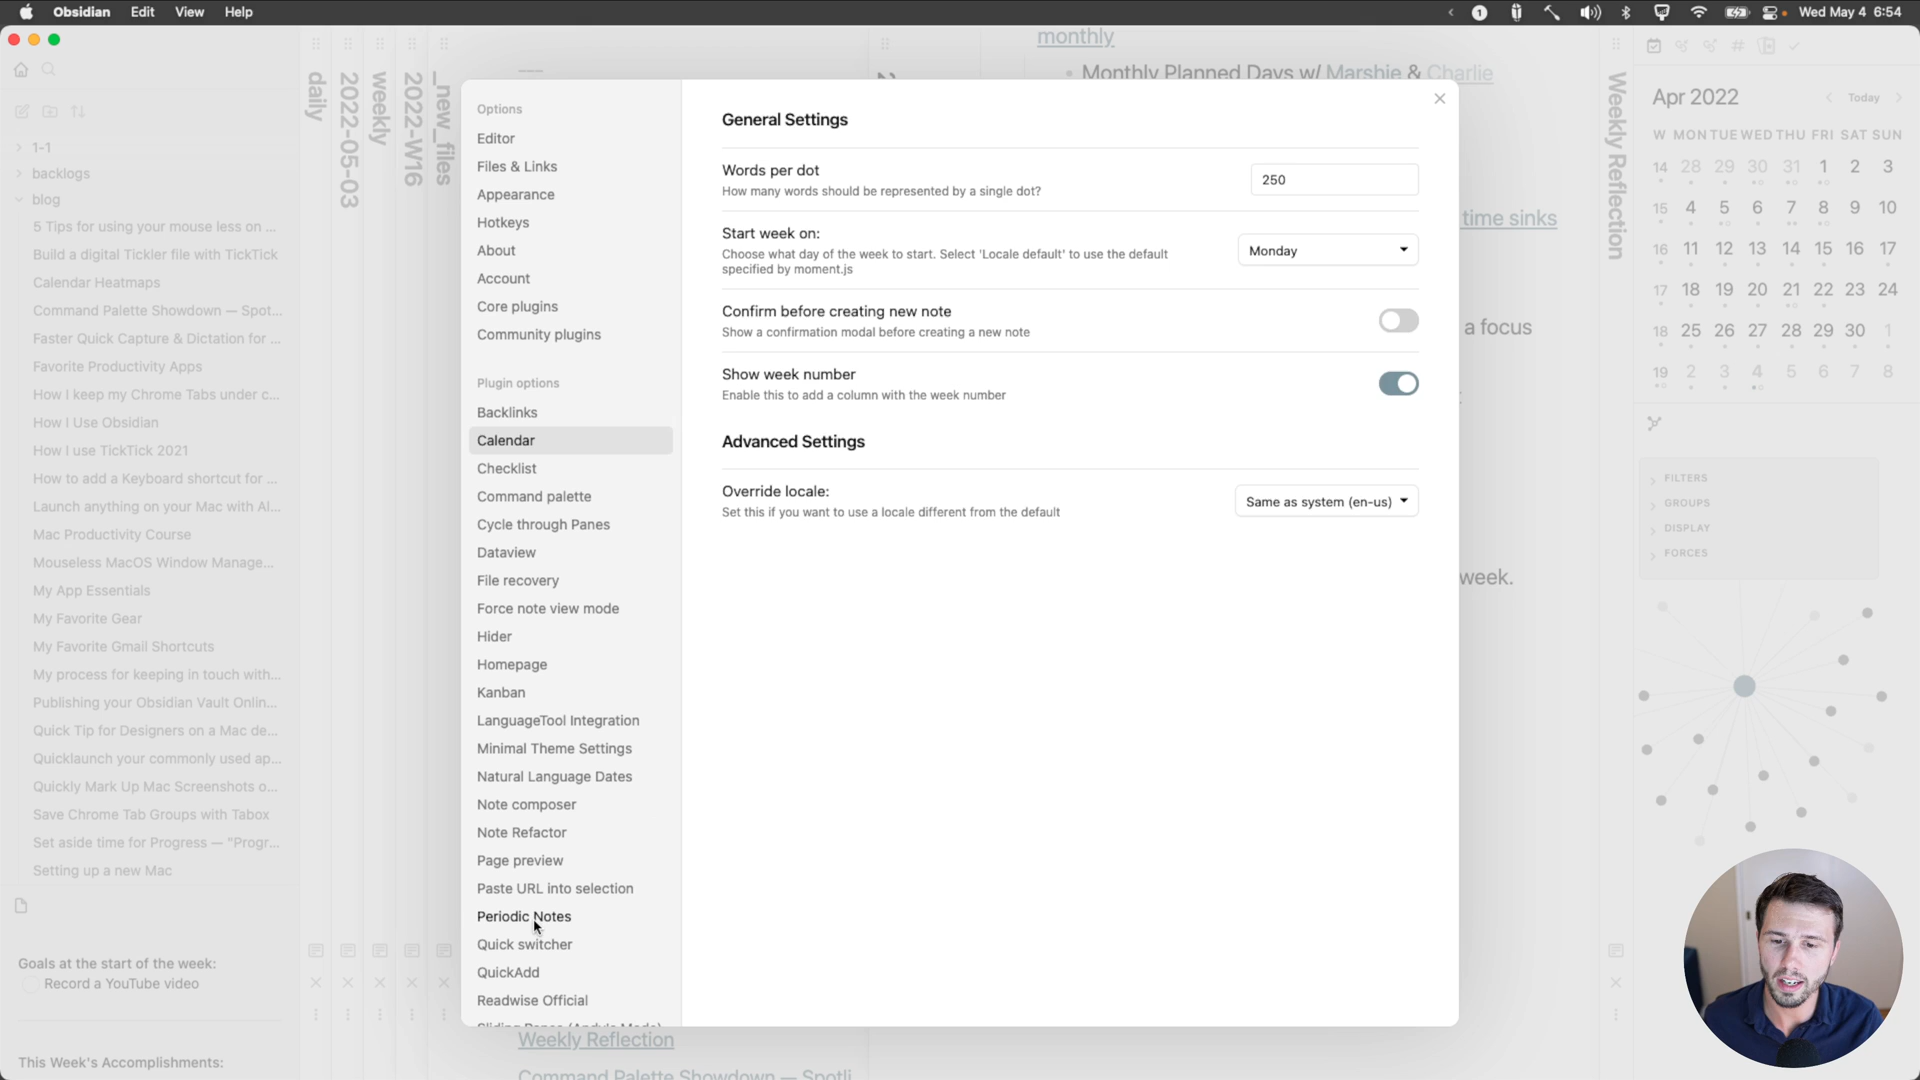 Obsidian Edit View Help
1
Wed May 4 6:54
1-1
backlogs
blog
5 Tips for using your mouse less on ...
Build a digital Tickler file with TickTick
Calendar Heatmaps
Command Palette Showdown — Spot...
Faster Quick Capture & Dictation for ...
Favorite Productivity Apps
How I keep my Chrome Tabs under c...
How I Use Obsidian
How I use TickTick 2021
How to add a Keyboard shortcut for ...
Launch anything on your Mac with Al...
Mac Productivity Course
Mouseless MacOS Window Manage...
My App Essentials
My Favorite Gear
My Favorite Gmail Shortcuts
My process for keeping in touch with...
Publishing your Obsidian Vault Onlin...
Quick Tip for Designers on a Mac de...
Quicklaunch your commonly used ap...
Quickly Mark Up Mac Screenshots o...
Save Chrome Tab Groups with Tabox
Set aside time for Progress — "Progr...
Setting up a new Mac
Goals at the start of the week:
Record a YouTube video
This Week's Accomplishments:
daily
2022-05-03
weekly
2022-W16
_new_files
monthly
Monthly Planned Days w/ Marshie & Charlie
time sinks
a focus
week.
Weekly Reflection
Command Palette Showdown — Spotli
Options
Editor
Files & Links
Appearance
Hotkeys
About
Account
Core plugins
Community plugins
Plugin options
Backlinks
Calendar
Checklist
Command palette
Cycle through Panes
Dataview
File recovery
Force note view mode
Hider
Homepage
Kanban
LanguageTool Integration
Minimal Theme Settings
Natural Language Dates
Note composer
Note Refactor
Page preview
Paste URL into selection
Periodic Notes
Quick switcher
QuickAdd
Readwise Official
Sliding Panes (Andy's Mode)
General Settings
Words per dot
How many words should be represented by a single dot?
250
Start week on:
Choose what day of the week to start. Select 'Locale default' to use the default
specified by moment.js
Monday
Confirm before creating new note
Show a confirmation modal before creating a new note
Show week number
Enable this to add a column with the week number
Advanced Settings
Override locale:
Set this if you want to use a locale different from the default
Same as system (en-us)
Weekly Reflection
Apr 2022
Today
W MON TUE WED THU FRI SAT SUN
14 28 29 30 31 1 2 3
15 4 5 6 7 8 9 10
16 11 12 13 14 15 16 17
17 18 19 20 21 22 23 24
18 25 26 27 28 29 30 1
19 2 3 4 5 6 7 8
FILTERS
GROUPS
DISPLAY
FORCES